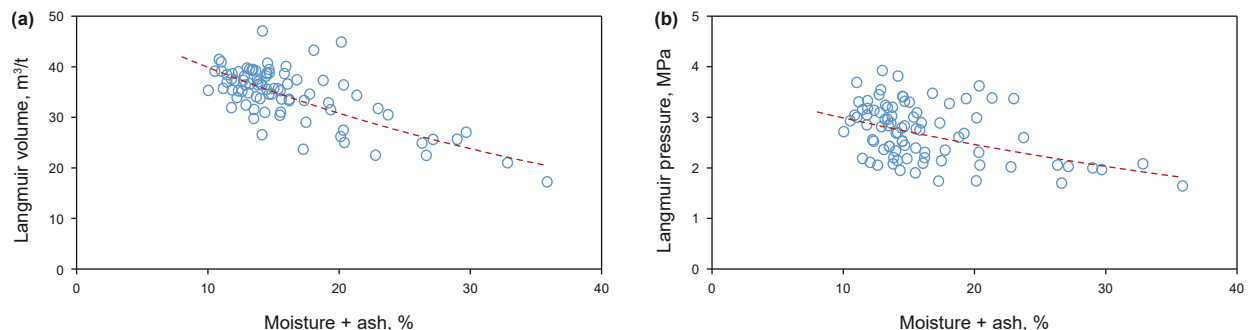 (a)
50
40
30
20
10
0
Langmuir volume, m³/t
0 10 20 30 40
Moisture + ash, %
(b)
5
4
3
2
1
0
Langmuir pressure, MPa
0 10 20 30 40
Moisture + ash, %